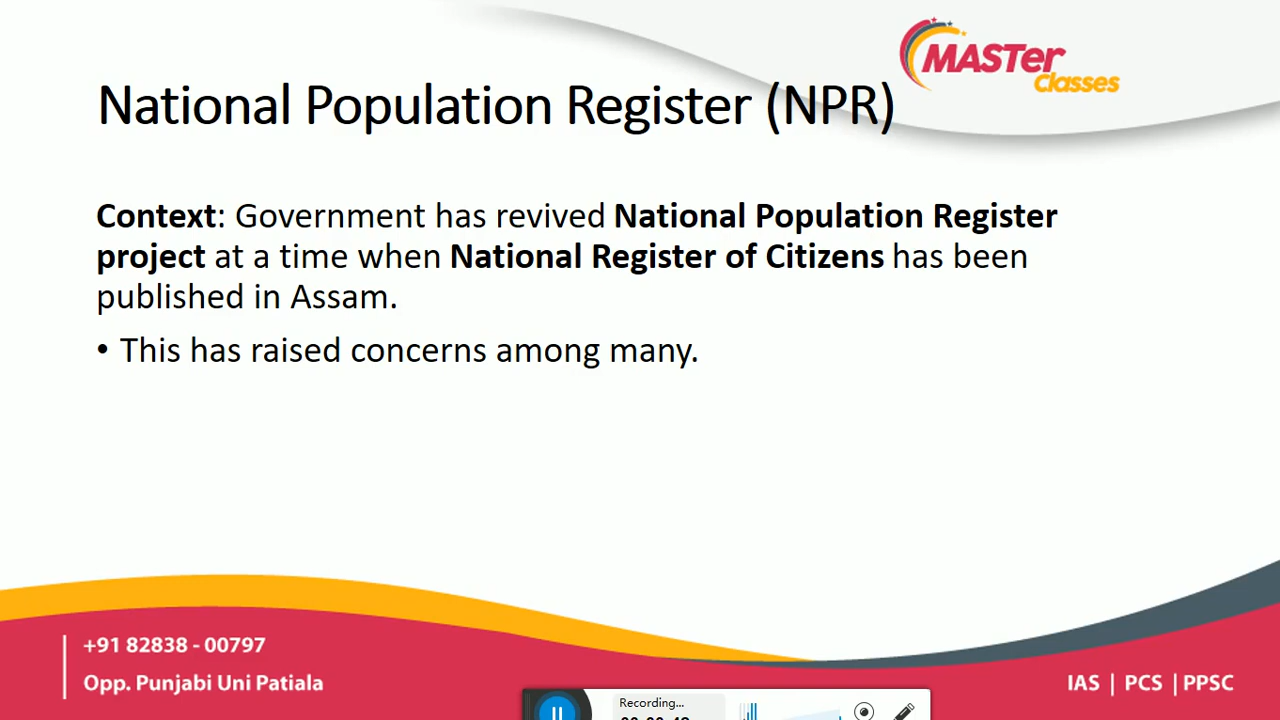 MASTer
Classes
National Population Register (NPR)
Context: Government has revived National Population Register
project at a time when National Register of Citizens has been
published in Assam.
• This has raised concerns among many.
+91 82838 - 00797
Opp. Punjabi Uni Patiala
IAS | PCS | PPSC
Recording...